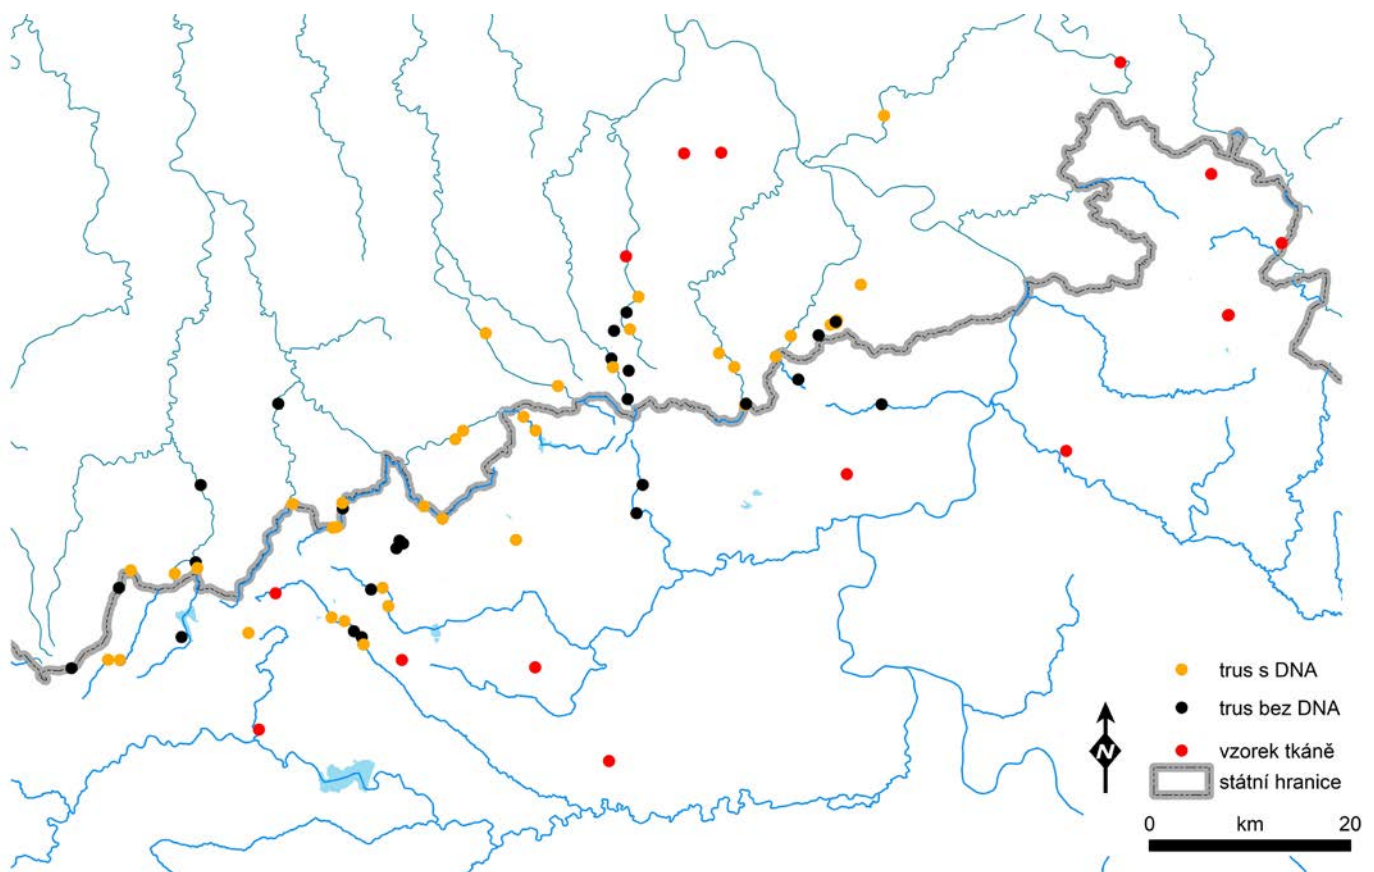 trus s DNA
trus bez DNA
vzorek tkáně
státní hranice
N
0 km 20